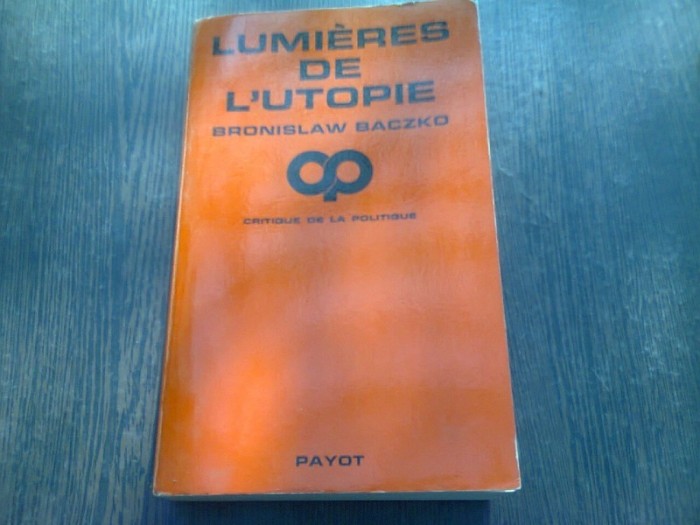 LUMIÈRES
DE
L'UTOPIE
BRONISLAW BACZKO
CRITIQUE DE LA POLITIQUE
PAYOT